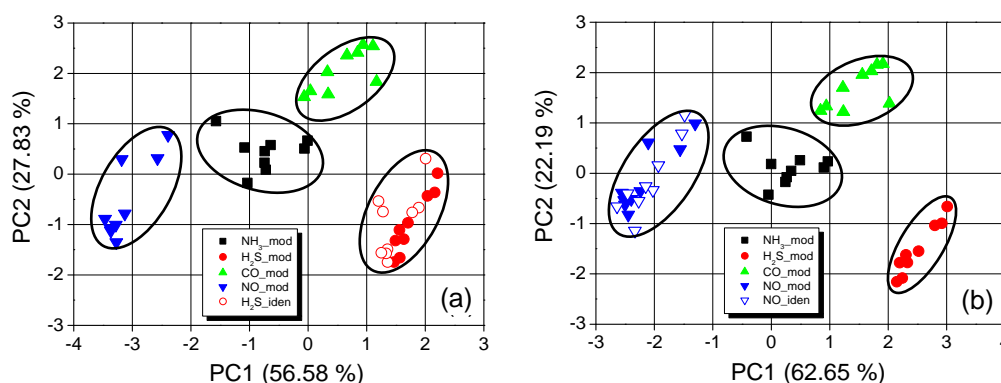 3
2
1
0
-1
-2
-3
PC2 (27.83 %)
-4 -3 -2 -1 0 1 2 3
PC1 (56.58 %)
NH₃_mod
H₂S_mod
CO_mod
NO_mod
H₂S_iden
(a)
3
2
1
0
-1
-2
-3
PC2 (22.19 %)
-3 -2 -1 0 1 2 3 4
PC1 (62.65 %)
NH₃_mod
H₂S_mod
CO_mod
NO_mod
NO_iden
(b)